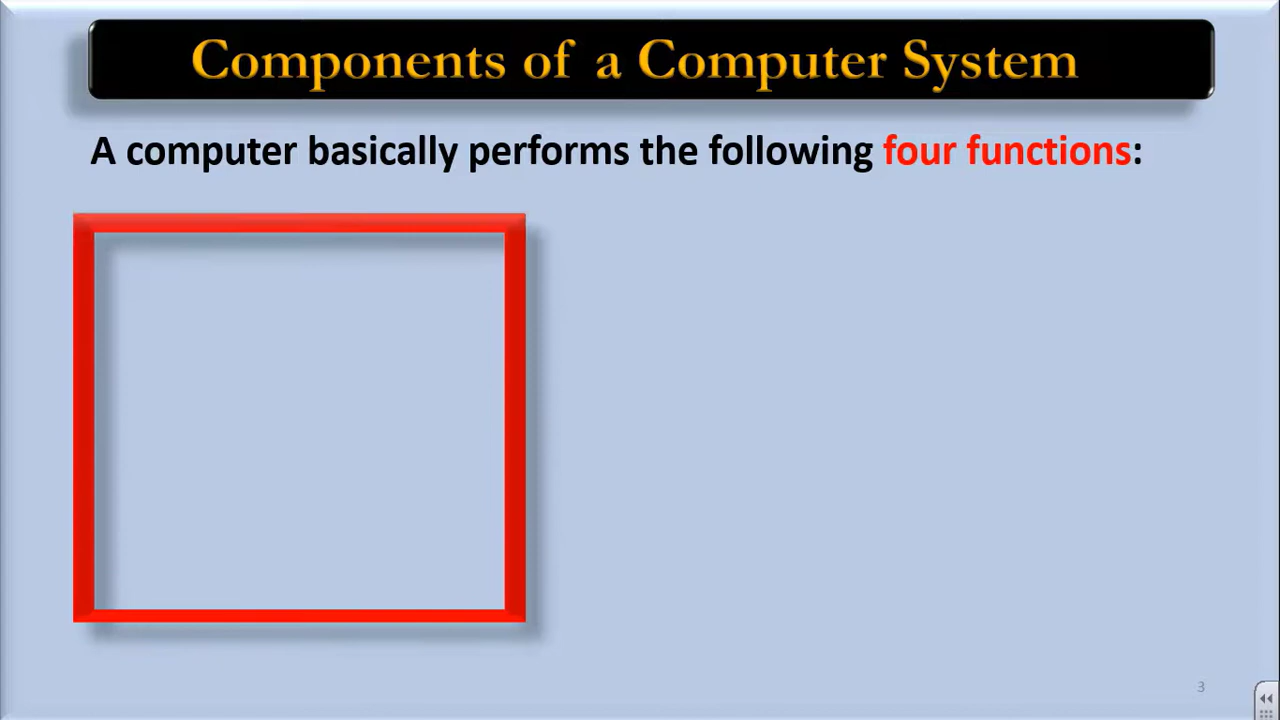 Components of a Computer System
A computer basically performs the following four functions:
3